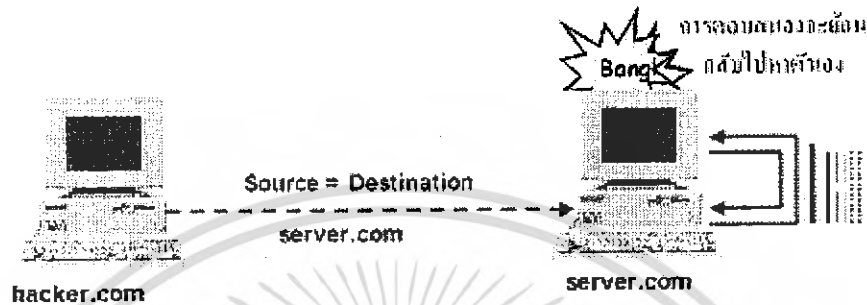 การตอบสนองจะย้อน
กลับไปหาตัวเอง
Bang
Source = Destination
server.com
hacker.com
server.com